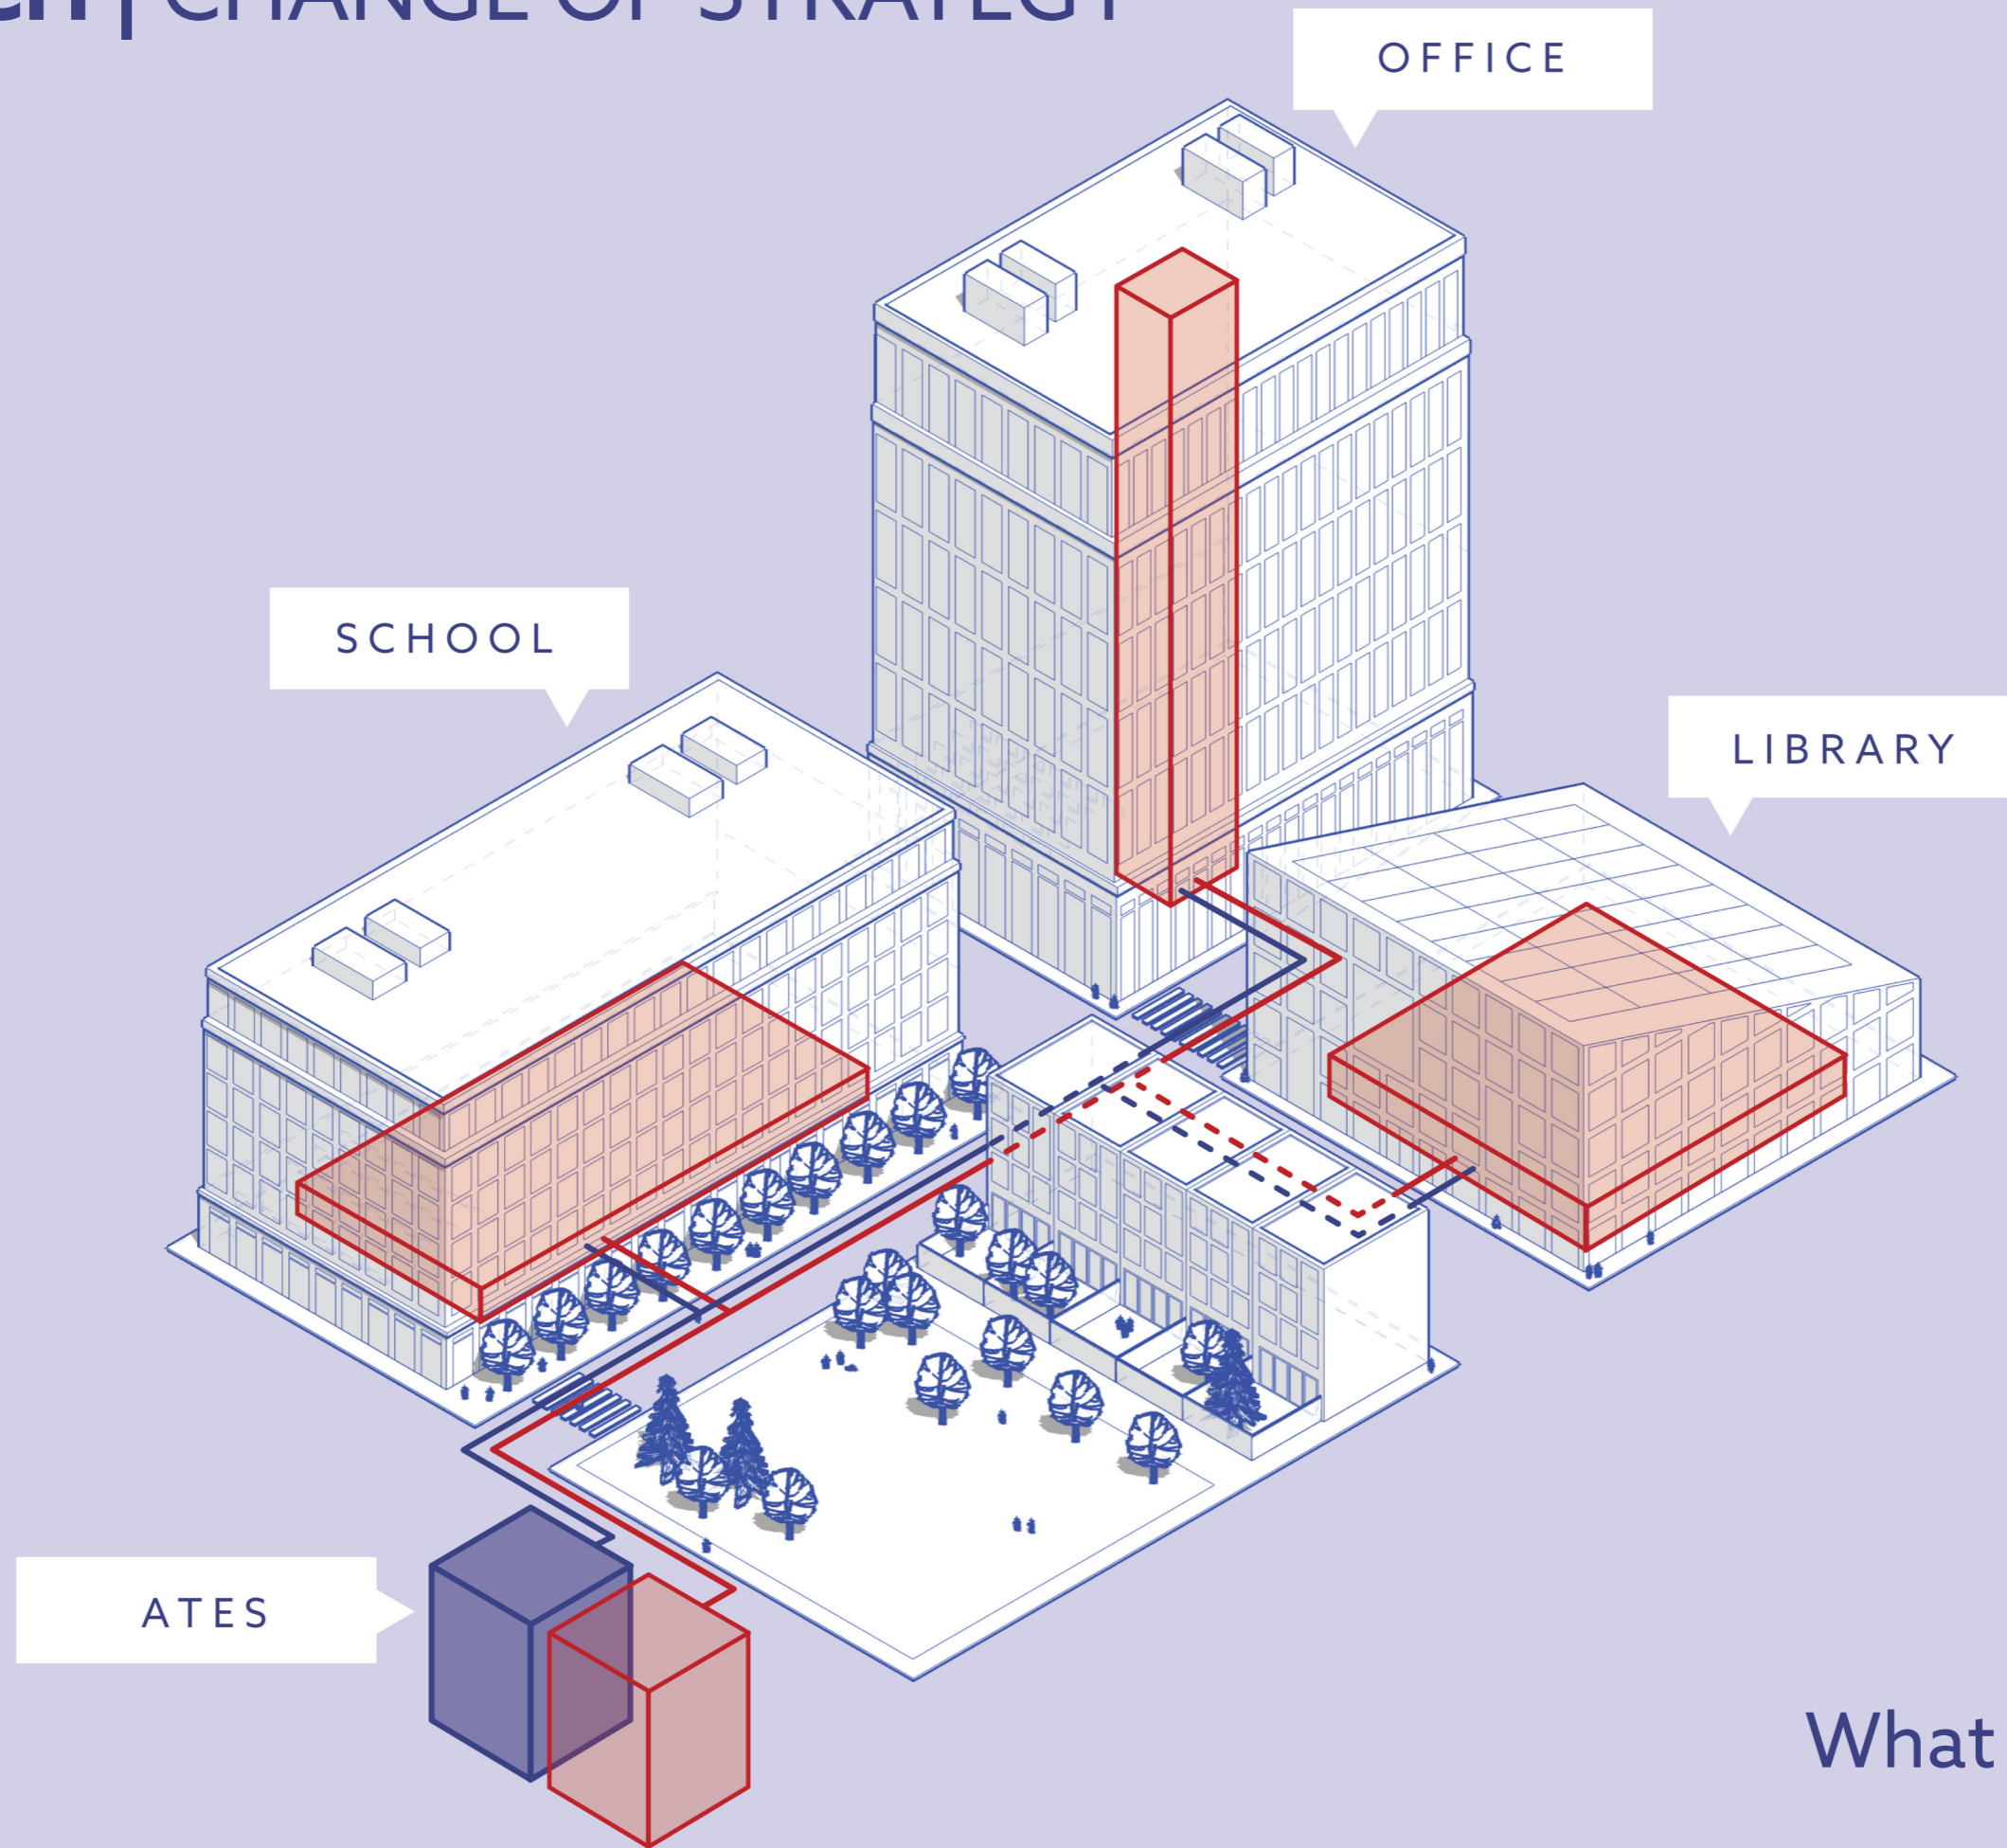 CHANGE OF STRATEGY
OFFICE
SCHOOL
LIBRARY
ATES
What